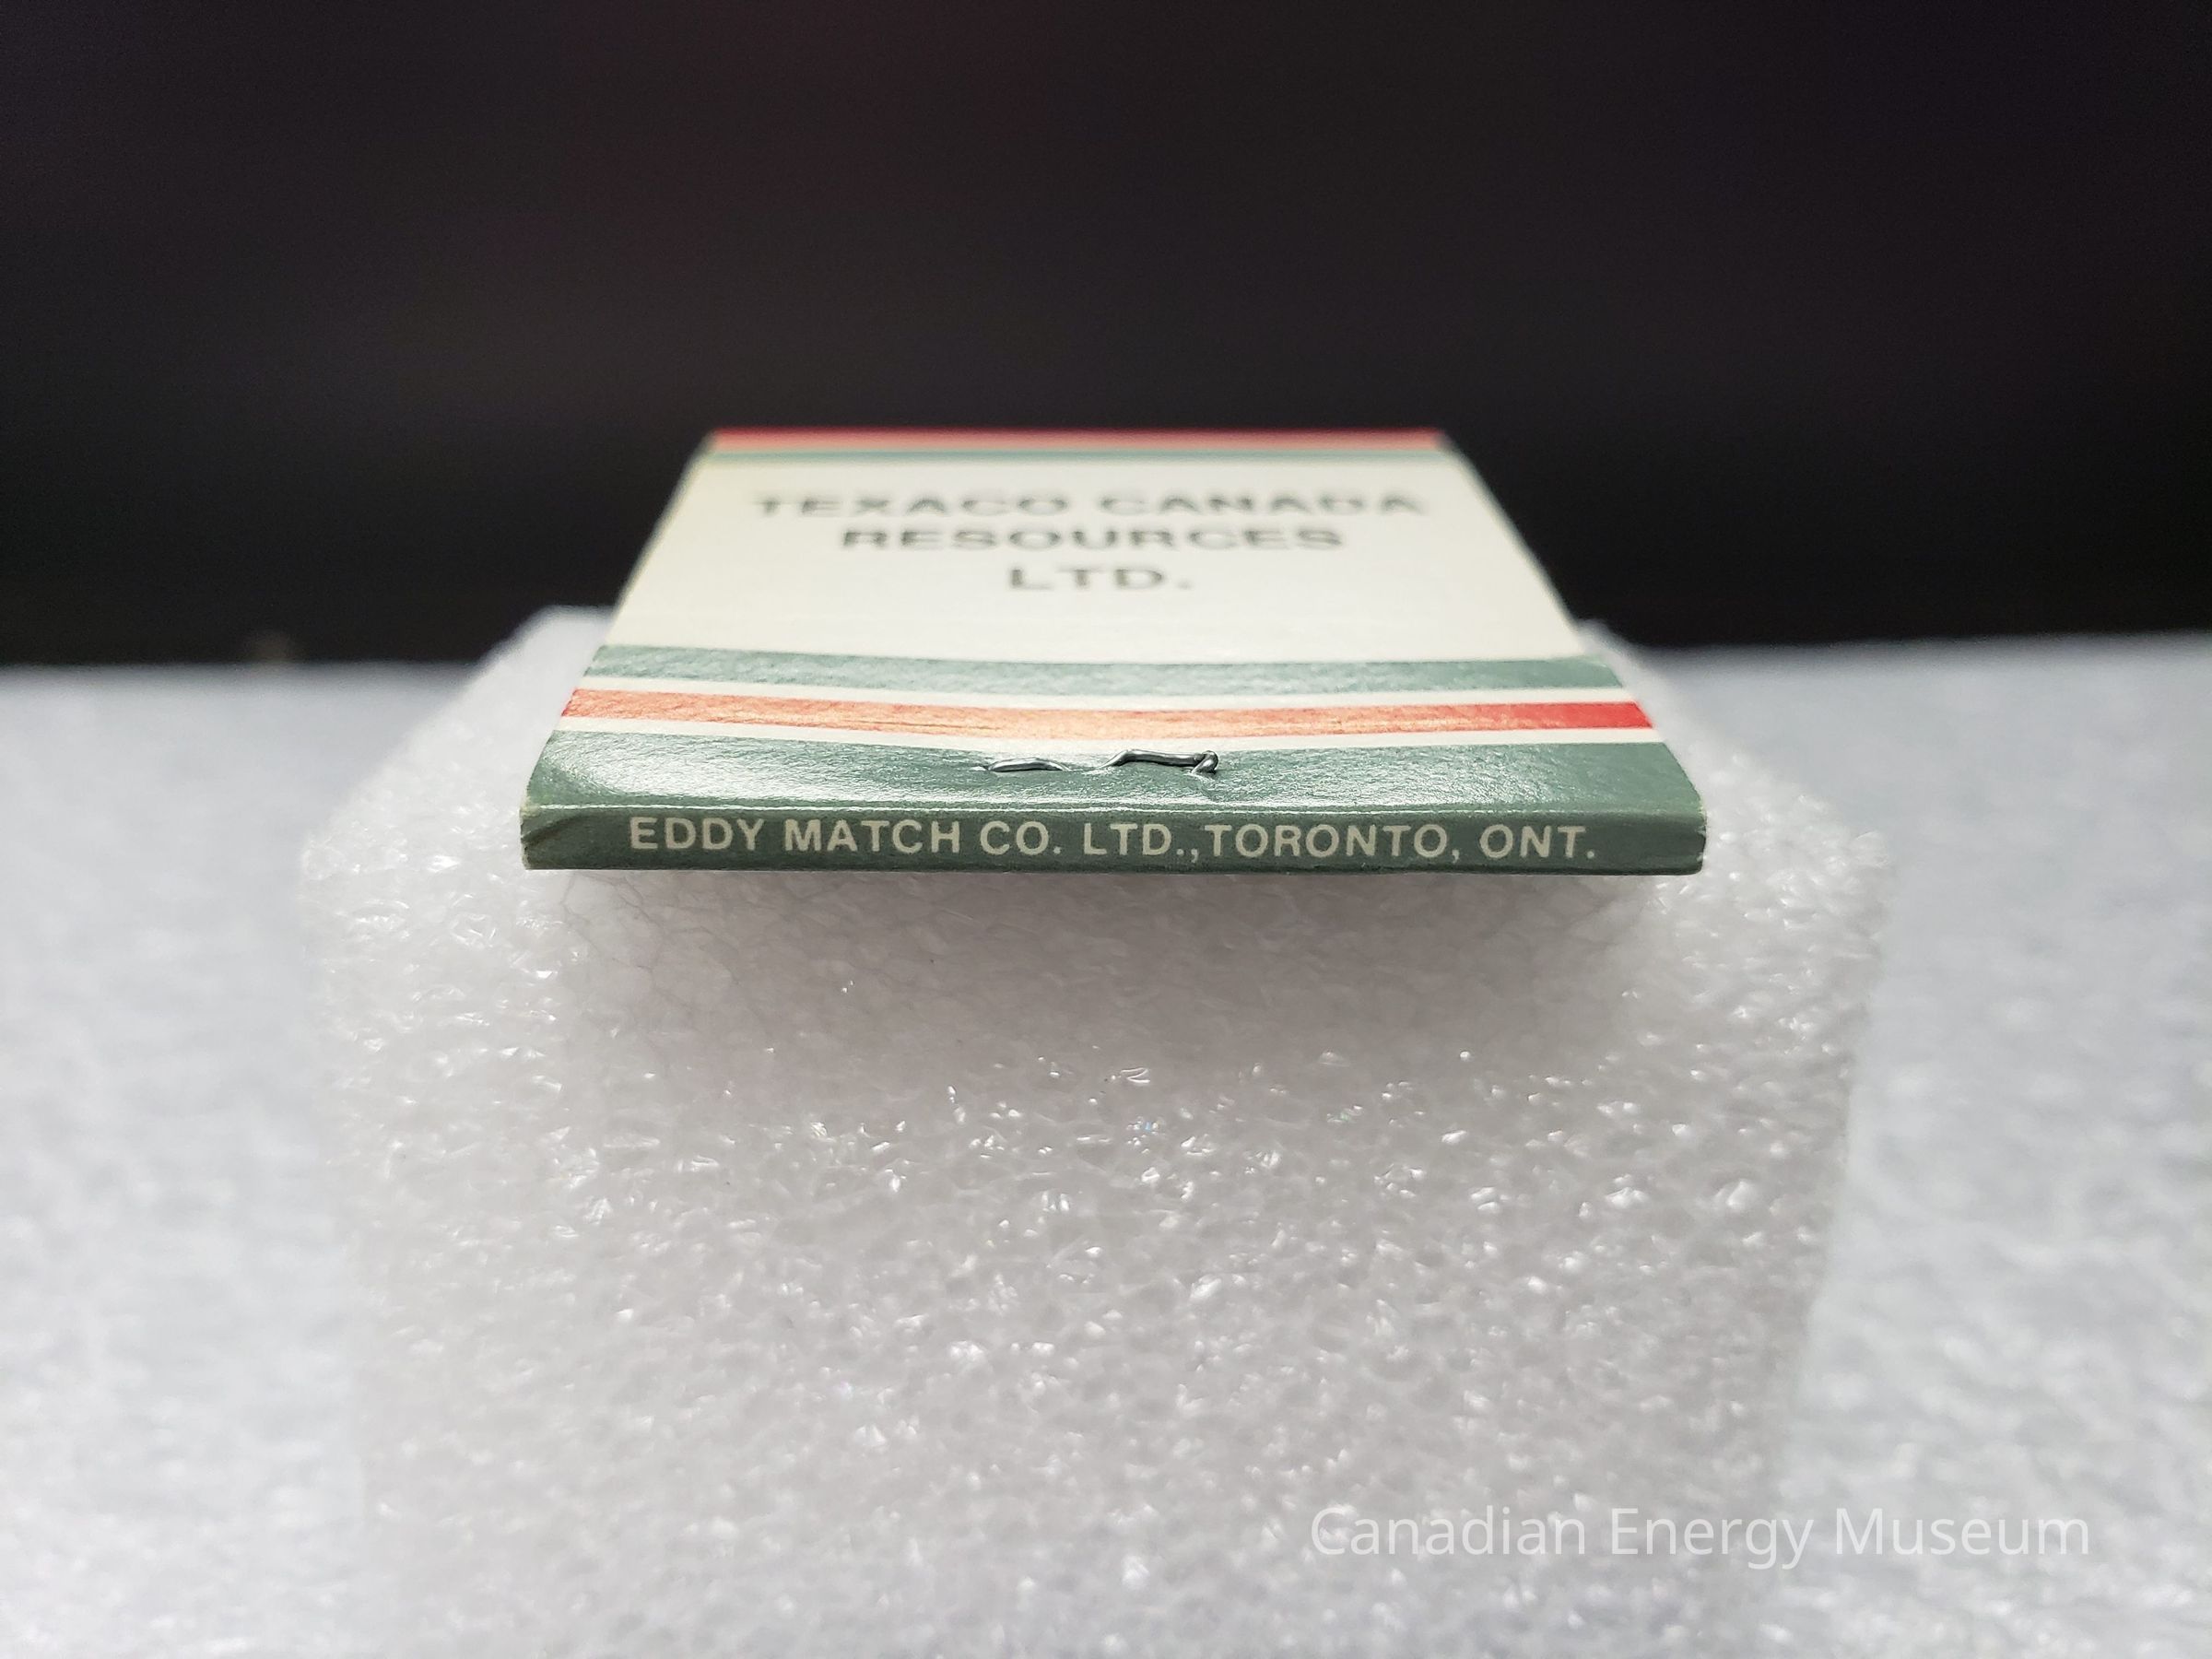 TEXACO CANADA
RESOURCES
LTD.
EDDY MATCH CO. LTD.,TORONTO, ONT.
Canadian Energy Museum